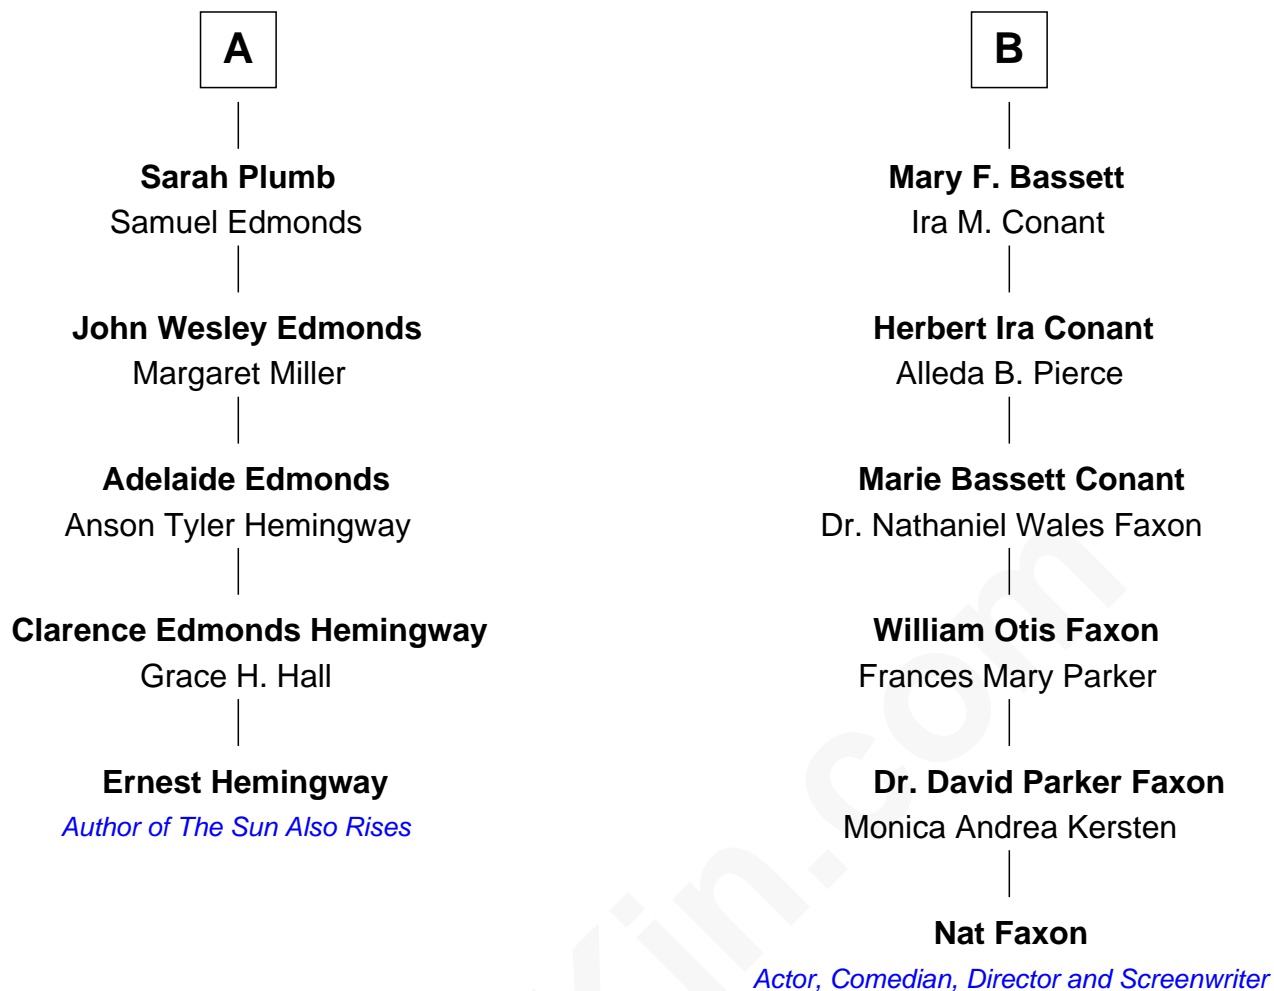 A
Sarah Plumb
Samuel Edmonds
John Wesley Edmonds
Margaret Miller
Adelaide Edmonds
Anson Tyler Hemingway
Clarence Edmonds Hemingway
Grace H. Hall
Ernest Hemingway
Author of The Sun Also Rises
B
Mary F. Bassett
Ira M. Conant
Herbert Ira Conant
Alleda B. Pierce
Marie Bassett Conant
Dr. Nathaniel Wales Faxon
William Otis Faxon
Frances Mary Parker
Dr. David Parker Faxon
Monica Andrea Kersten
Nat Faxon
Actor, Comedian, Director and Screenwriter
Kin.com